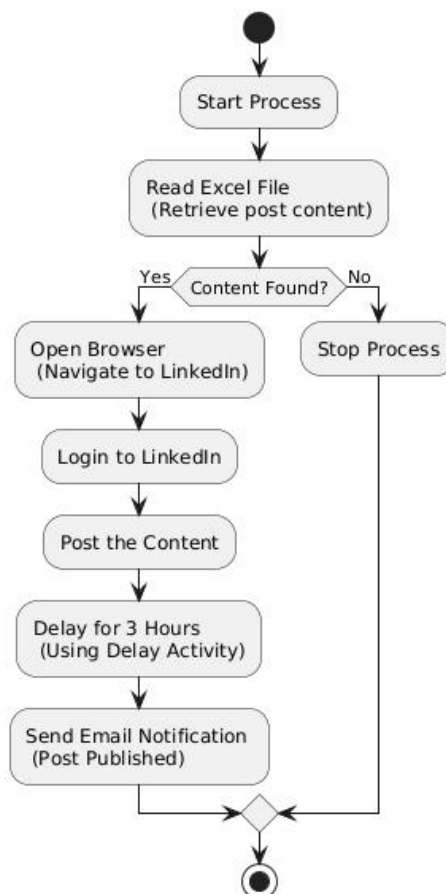 Start Process
Read Excel File
(Retrieve post content)
Content Found?
Yes
No
Open Browser
(Navigate to LinkedIn)
Stop Process
Login to LinkedIn
Post the Content
Delay for 3 Hours
(Using Delay Activity)
Send Email Notification
(Post Published)